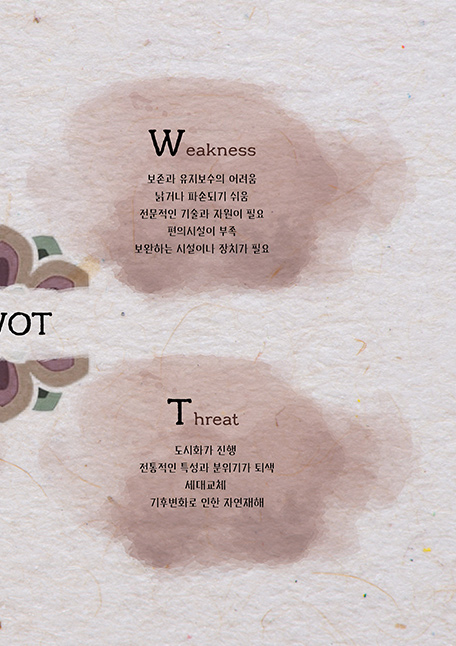 Weakness
보존과 유지보수의 어려움
낡거나 파손되기 쉬움
전문적인 기술과 자원이 필요
편의시설이 부족
보완하는 시설이나 장치가 필요
WOT
Threat
도시화가 진행
전통적인 특성과 분위기가 퇴색
세대교체
기후변화로 인한 자연재해